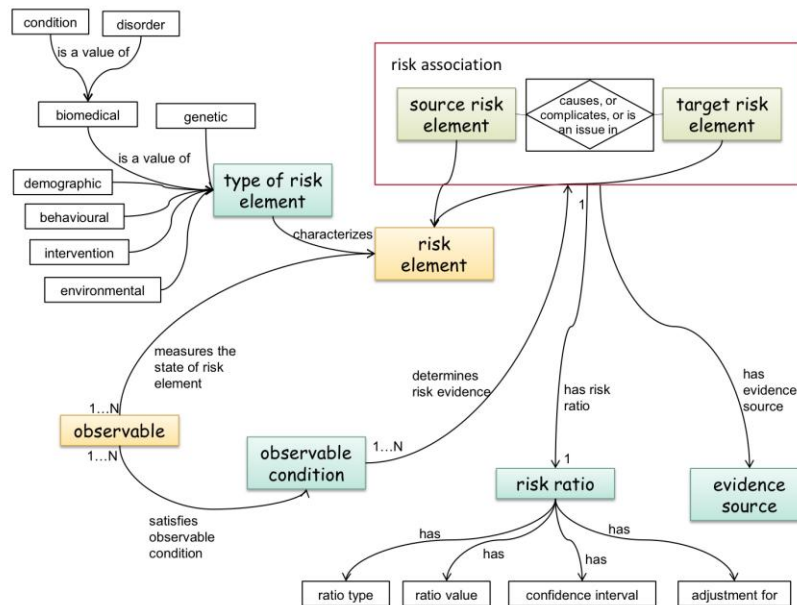 condition
disorder
is a value of
biomedical
genetic
is a value of
demographic
behavioural
intervention
environmental
type of risk
element
characterizes
risk association
source risk
element
causes, or
complicates, or is
an issue in
target risk
element
risk
element
1
measures the
state of risk
element
determines
risk evidence
has risk
ratio
has
evidence
source
1...N
observable
1...N
observable
condition
1...N
satisfies
observable
condition
1
risk ratio
evidence
source
has
has
has
has
ratio type
ratio value
confidence interval
adjustment for